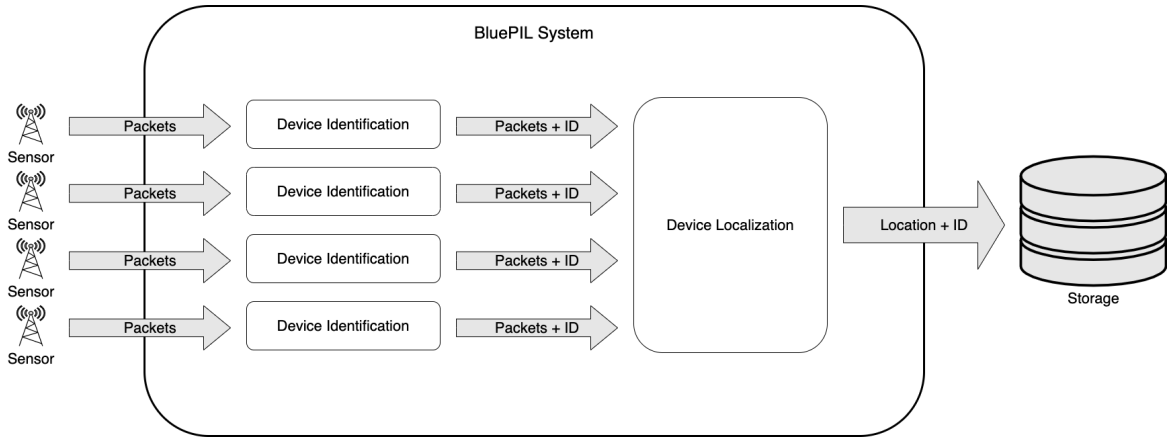 BluePIL System
Sensor
Packets
Device Identification
Packets + ID
Sensor
Packets
Device Identification
Packets + ID
Sensor
Packets
Device Identification
Packets + ID
Sensor
Packets
Device Identification
Packets + ID
Device Localization
Location + ID
Storage